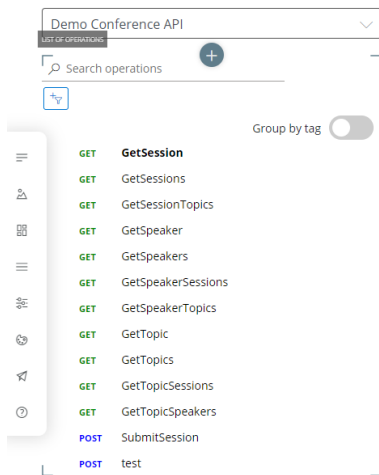 Demo Conference API
LIST OF OPERATIONS
Search operations
Group by tag
GET GetSession
GET GetSessions
GET GetSessionTopics
GET GetSpeaker
GET GetSpeakers
GET GetSpeakerSessions
GET GetSpeakerTopics
GET GetTopic
GET GetTopics
GET GetTopicSessions
GET GetTopicSpeakers
POST SubmitSession
POST test